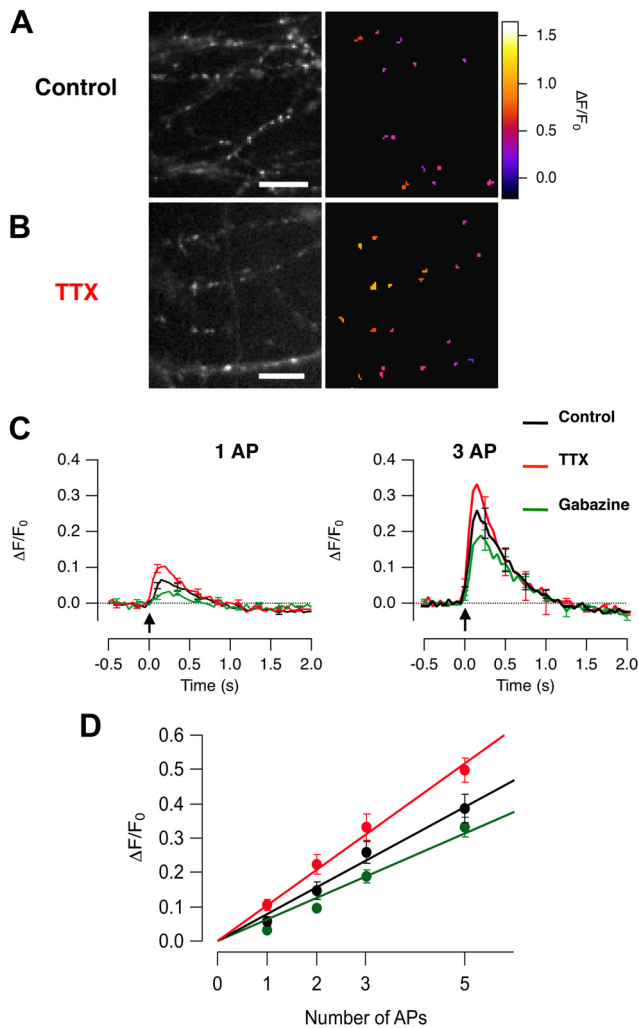 A
Control
1.5
1.0
0.5
0.0
ΔF/F0
B
TTX
C
1 AP
3 AP
Control
TTX
Gabazine
ΔF/F0
0.4
0.3
0.2
0.1
0.0
-0.5 0.0 0.5 1.0 1.5 2.0
Time (s)
ΔF/F0
0.4
0.3
0.2
0.1
0.0
-0.5 0.0 0.5 1.0 1.5 2.0
Time (s)
D
ΔF/F0
0.6
0.5
0.4
0.3
0.2
0.1
0.0
0 1 2 3 5
Number of APs